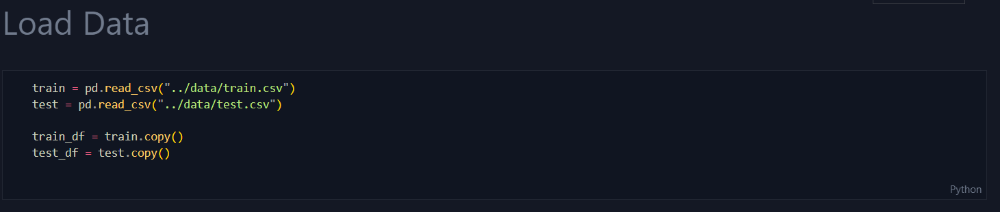 Load Data
train = pd.read_csv("../data/train.csv")
test = pd.read_csv("../data/test.csv")
train_df = train.copy()
test_df = test.copy()
Python